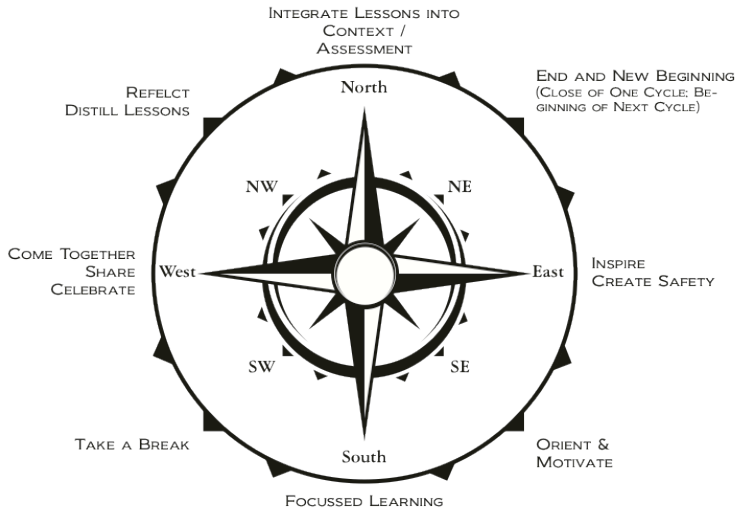 Integrate Lessons into
Context /
Assessment
North
End and New Beginning
(Close of One Cycle; Be-
ginning of Next Cycle)
Refelct
Distill Lessons
NW
NE
Come Together
Share
Celebrate
West
East
Inspire
Create Safety
SW
SE
Take a Break
South
Orient &
Motivate
Focussed Learning